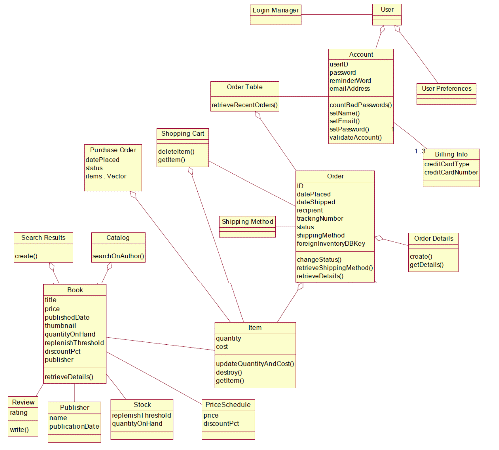 Login Manager
User
Account
userID
password
reminderWord
emailAddress
countBadPasswords()
setName()
setEmail()
setPassword()
validateAccount()
User Preferences
Order Table
retrieveRecentOrders()
Shopping Cart
deleteItem()
getItem()
1..3
Billing Info
creditCardType
creditCardNumber
Purchase Order
datePlaced
status
items : Vector
Order
ID
datePlaced
dateShipped
recipient
trackingNumber
status
shippingMethod
foreignInventoryDBKey
changeStatus()
retrieveShippingMethod()
retrieveDetails()
Shipping Method
Order Details
create()
getDetails()
Search Results
create()
Catalog
searchOnAuthor()
Book
title
price
publishedDate
thumbnail
quantityOnHand
replenishThreshold
discountPct
publisher
retrieveDetails()
Item
quantity
cost
updateQuantityAndCost()
destroy()
getItem()
Review
rating
write()
Publisher
name
publicationDate
Stock
replenishThreshold
quantityOnHand
PriceSchedule
price
discountPct